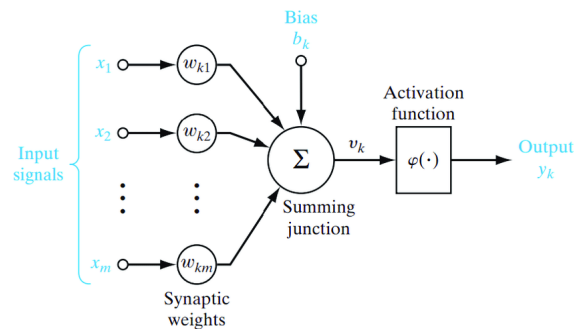 Bias
b_k
x_1
w_k1
Activation
function
x_2
w_k2
Input
signals
Σ
v_k
φ(·)
Output
y_k
Summing
junction
x_m
w_km
Synaptic
weights